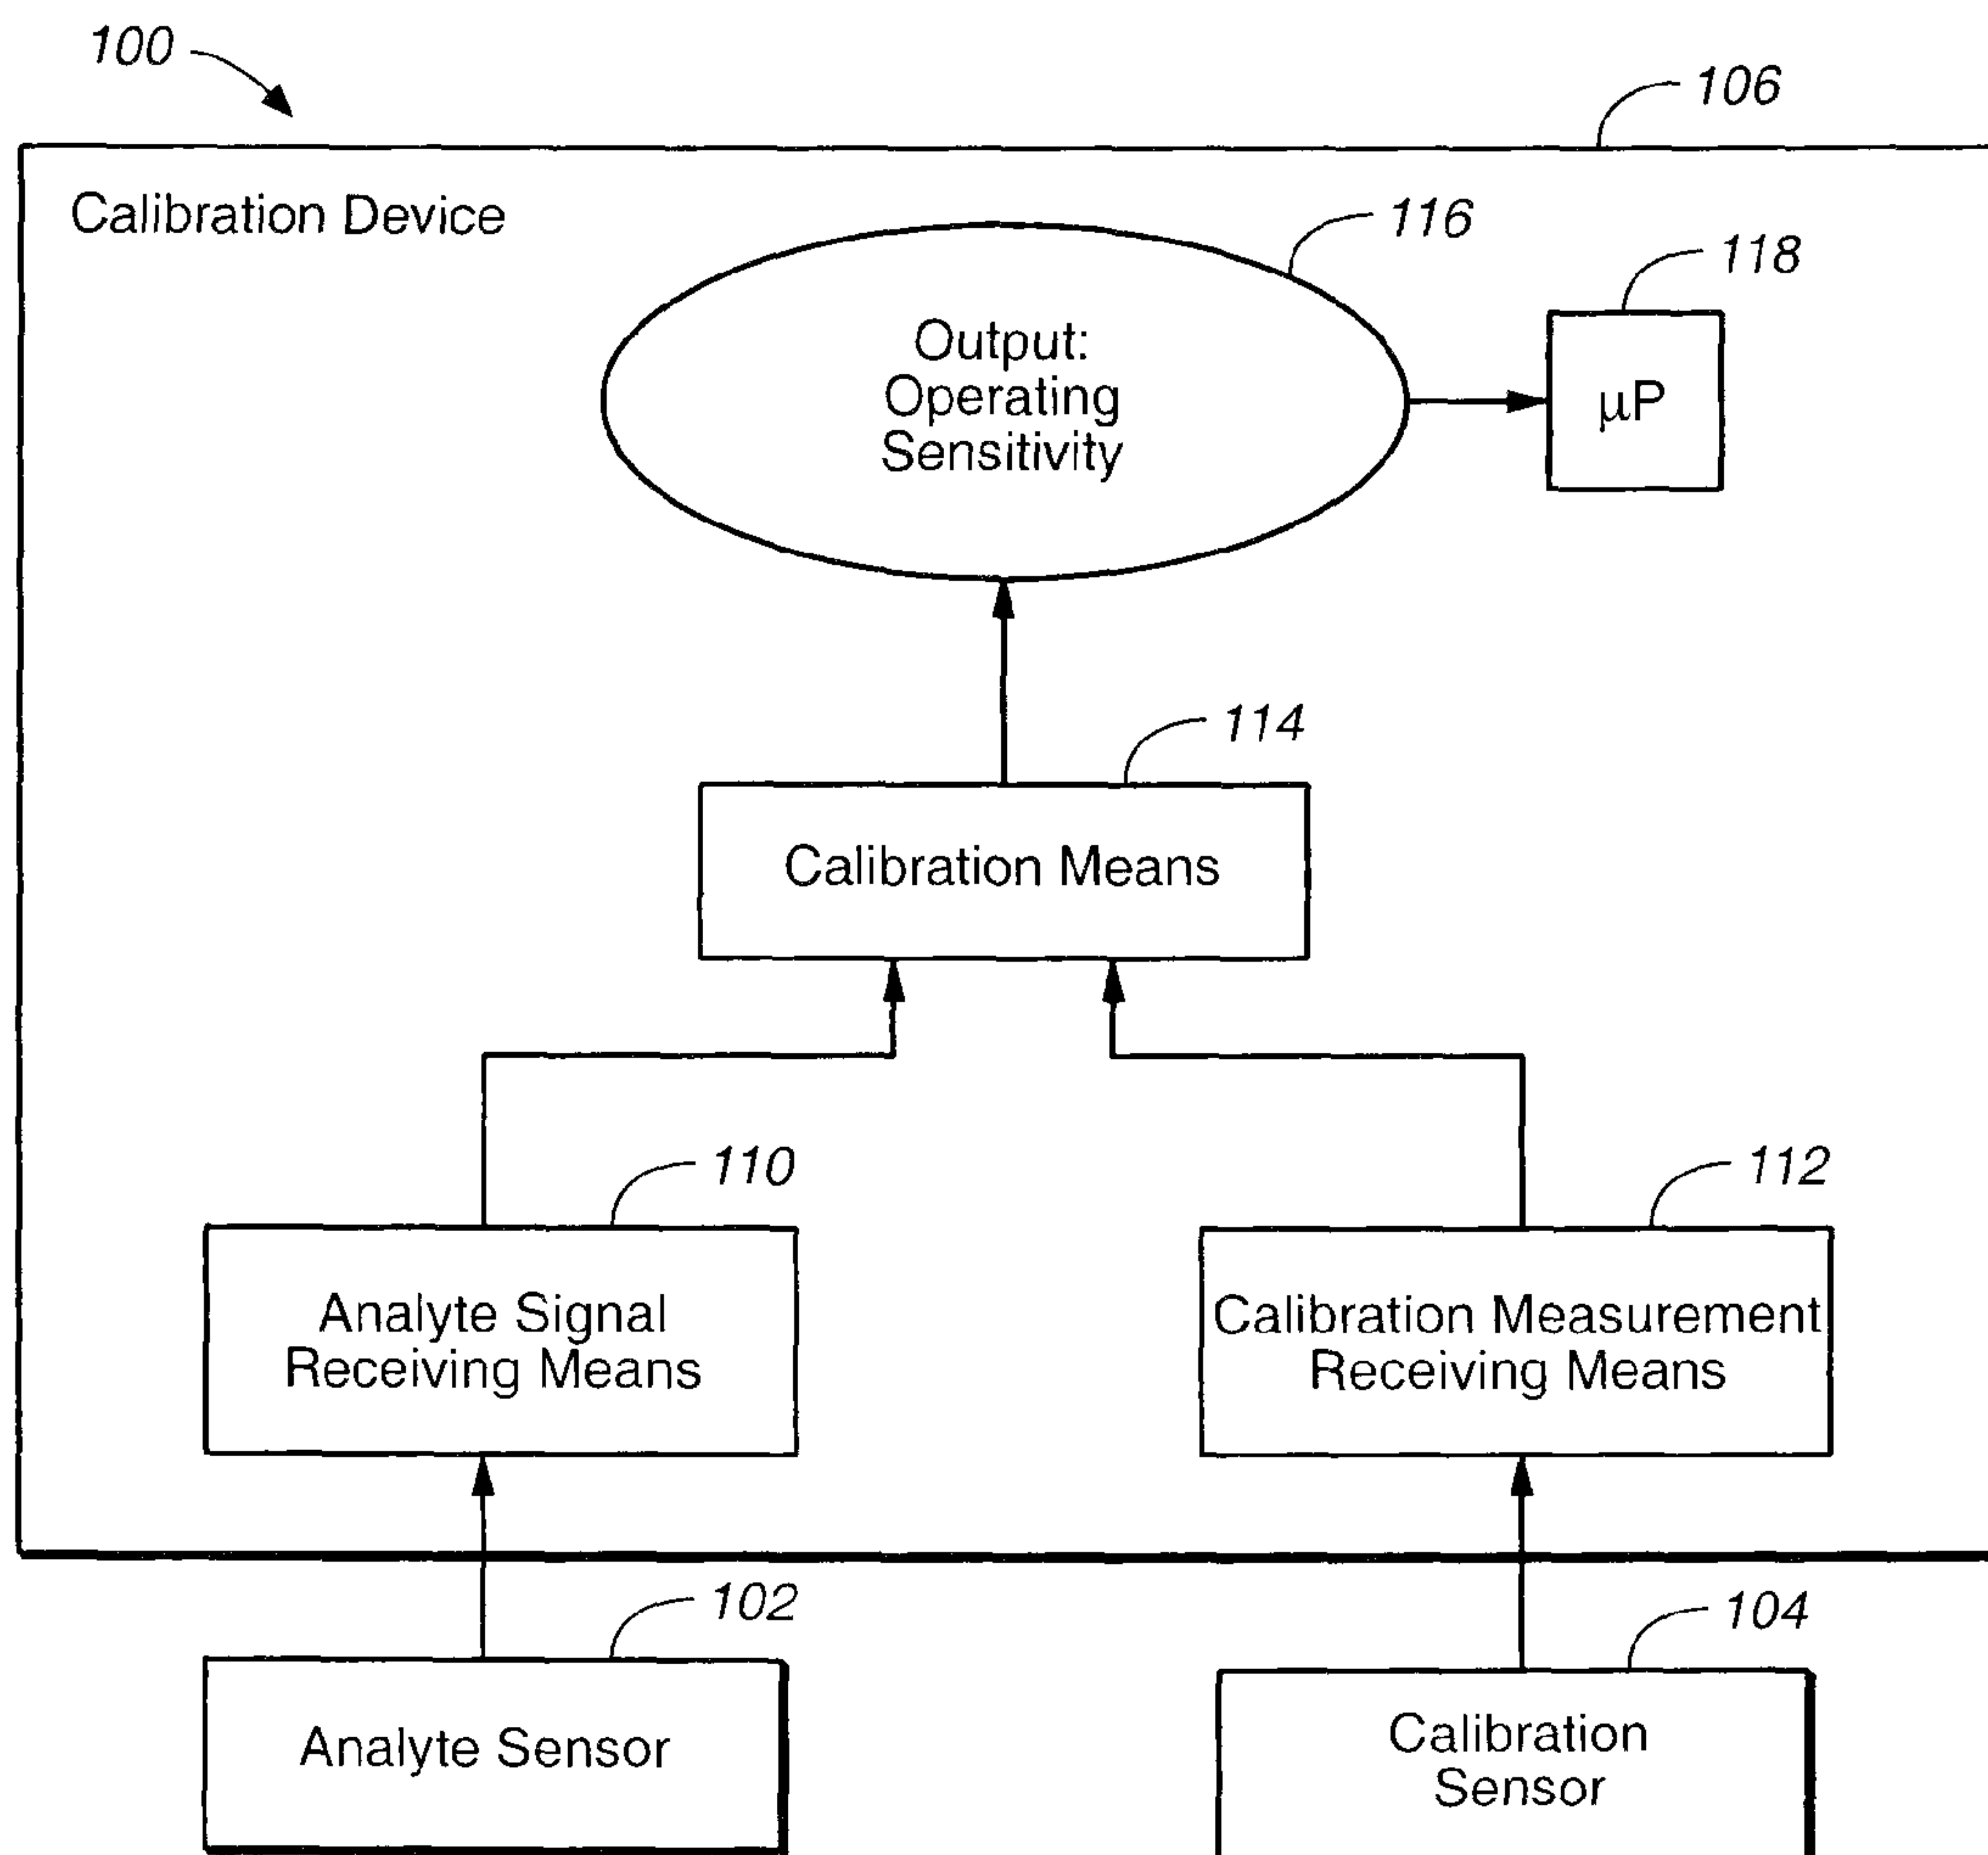 100
106
Calibration Device
116
118
Output:
Operating
Sensitivity
μP
114
Calibration Means
110
112
Analyte Signal
Receiving Means
Calibration Measurement
Receiving Means
102
104
Analyte Sensor
Calibration
Sensor